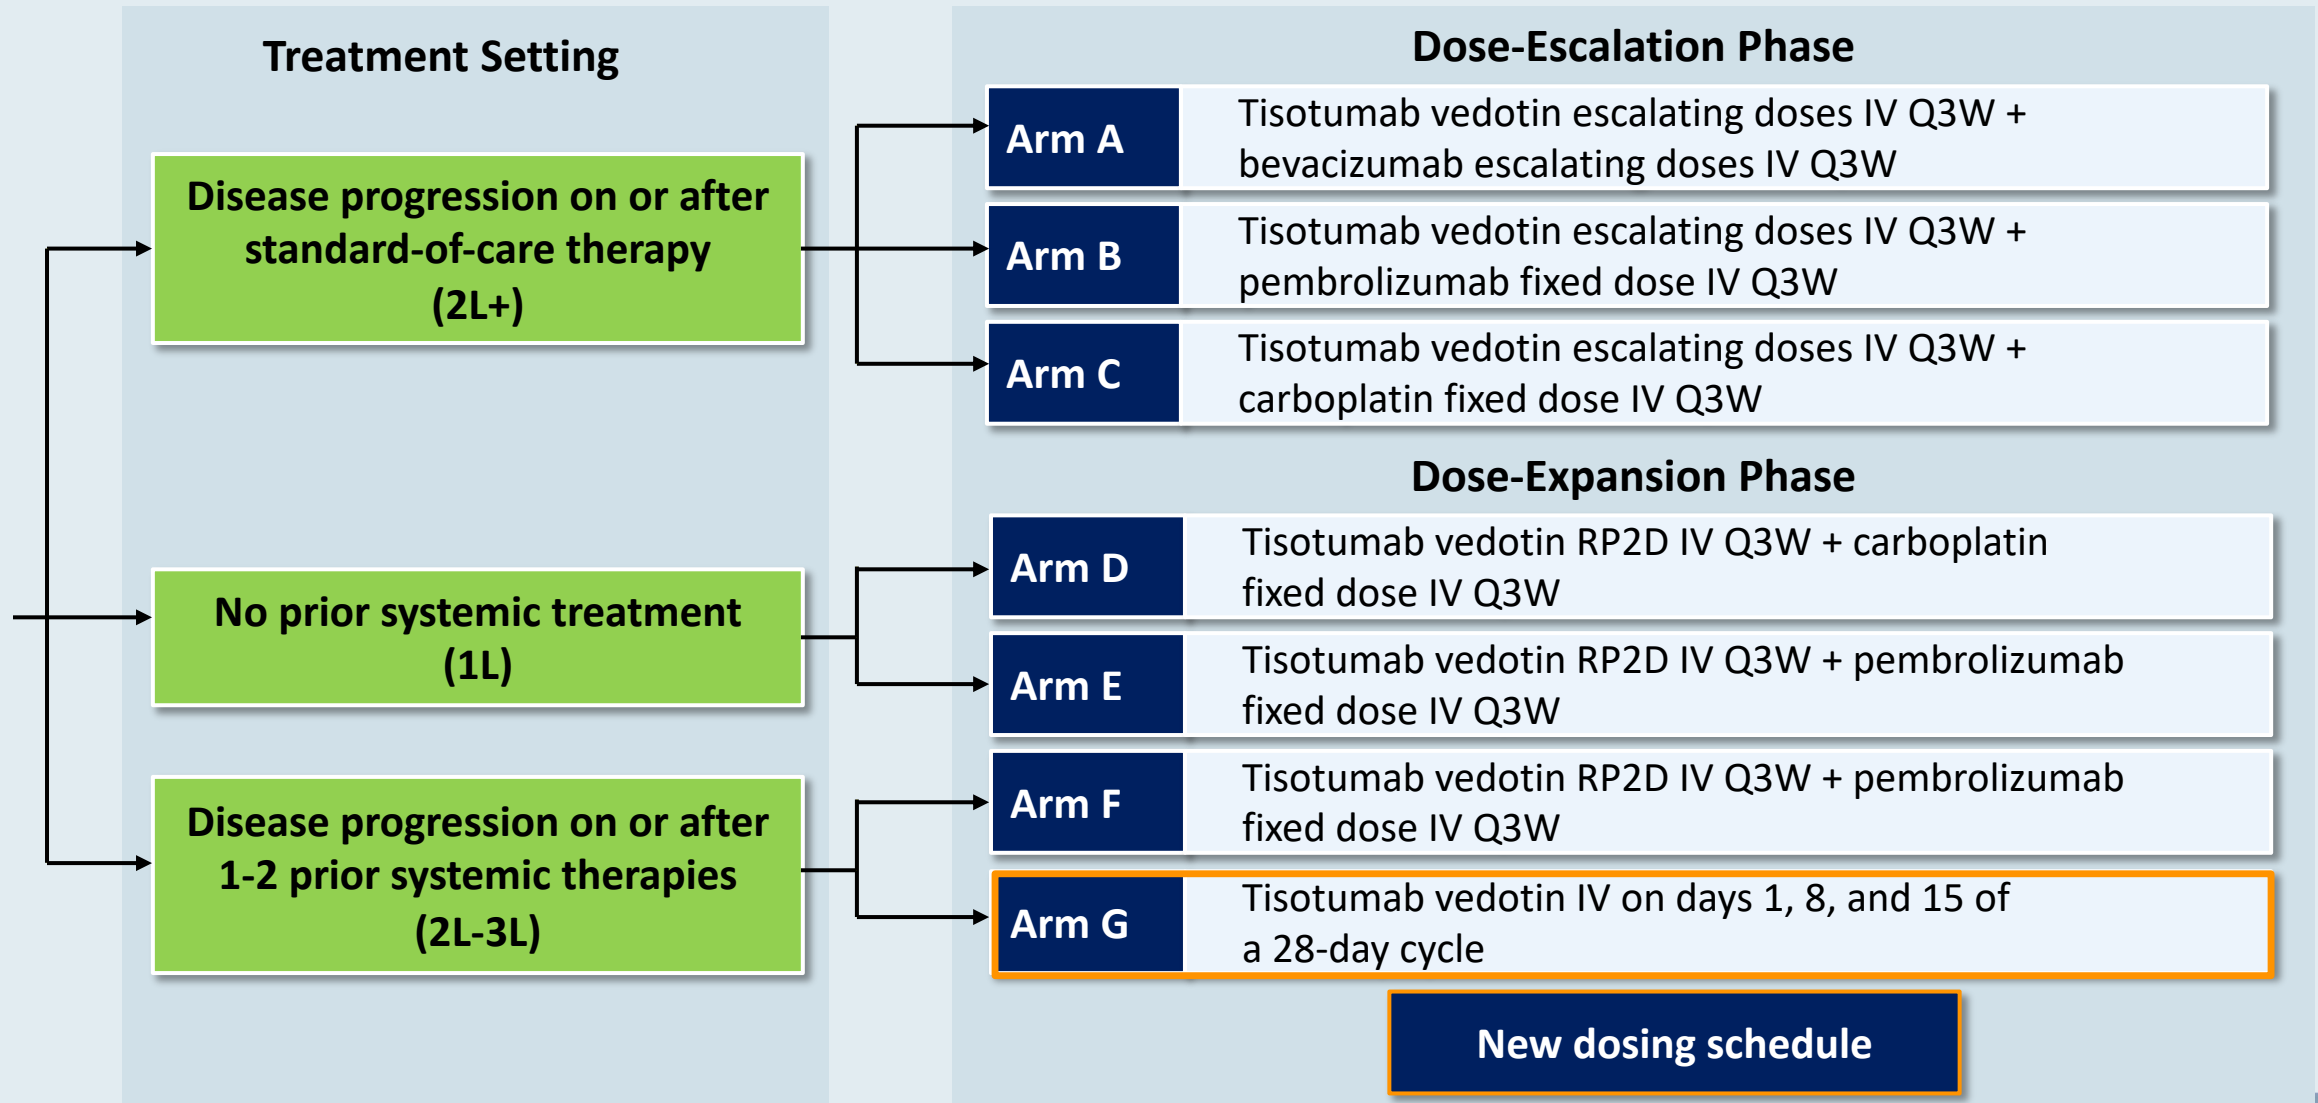 Treatment Setting
Disease progression on or after
standard-of-care therapy
(2L+)
No prior systemic treatment
(1L)
Disease progression on or after
1-2 prior systemic therapies
(2L-3L)
Dose-Escalation Phase
Arm A
Tisotumab vedotin escalating doses IV Q3W +
bevacizumab escalating doses IV Q3W
Arm B
Tisotumab vedotin escalating doses IV Q3W +
pembrolizumab fixed dose IV Q3W
Arm C
Tisotumab vedotin escalating doses IV Q3W +
carboplatin fixed dose IV Q3W
Dose-Expansion Phase
Arm D
Tisotumab vedotin RP2D IV Q3W + carboplatin
fixed dose IV Q3W
Arm E
Tisotumab vedotin RP2D IV Q3W + pembrolizumab
fixed dose IV Q3W
Arm F
Tisotumab vedotin RP2D IV Q3W + pembrolizumab
fixed dose IV Q3W
Arm G
Tisotumab vedotin IV on days 1, 8, and 15 of
a 28-day cycle
New dosing schedule